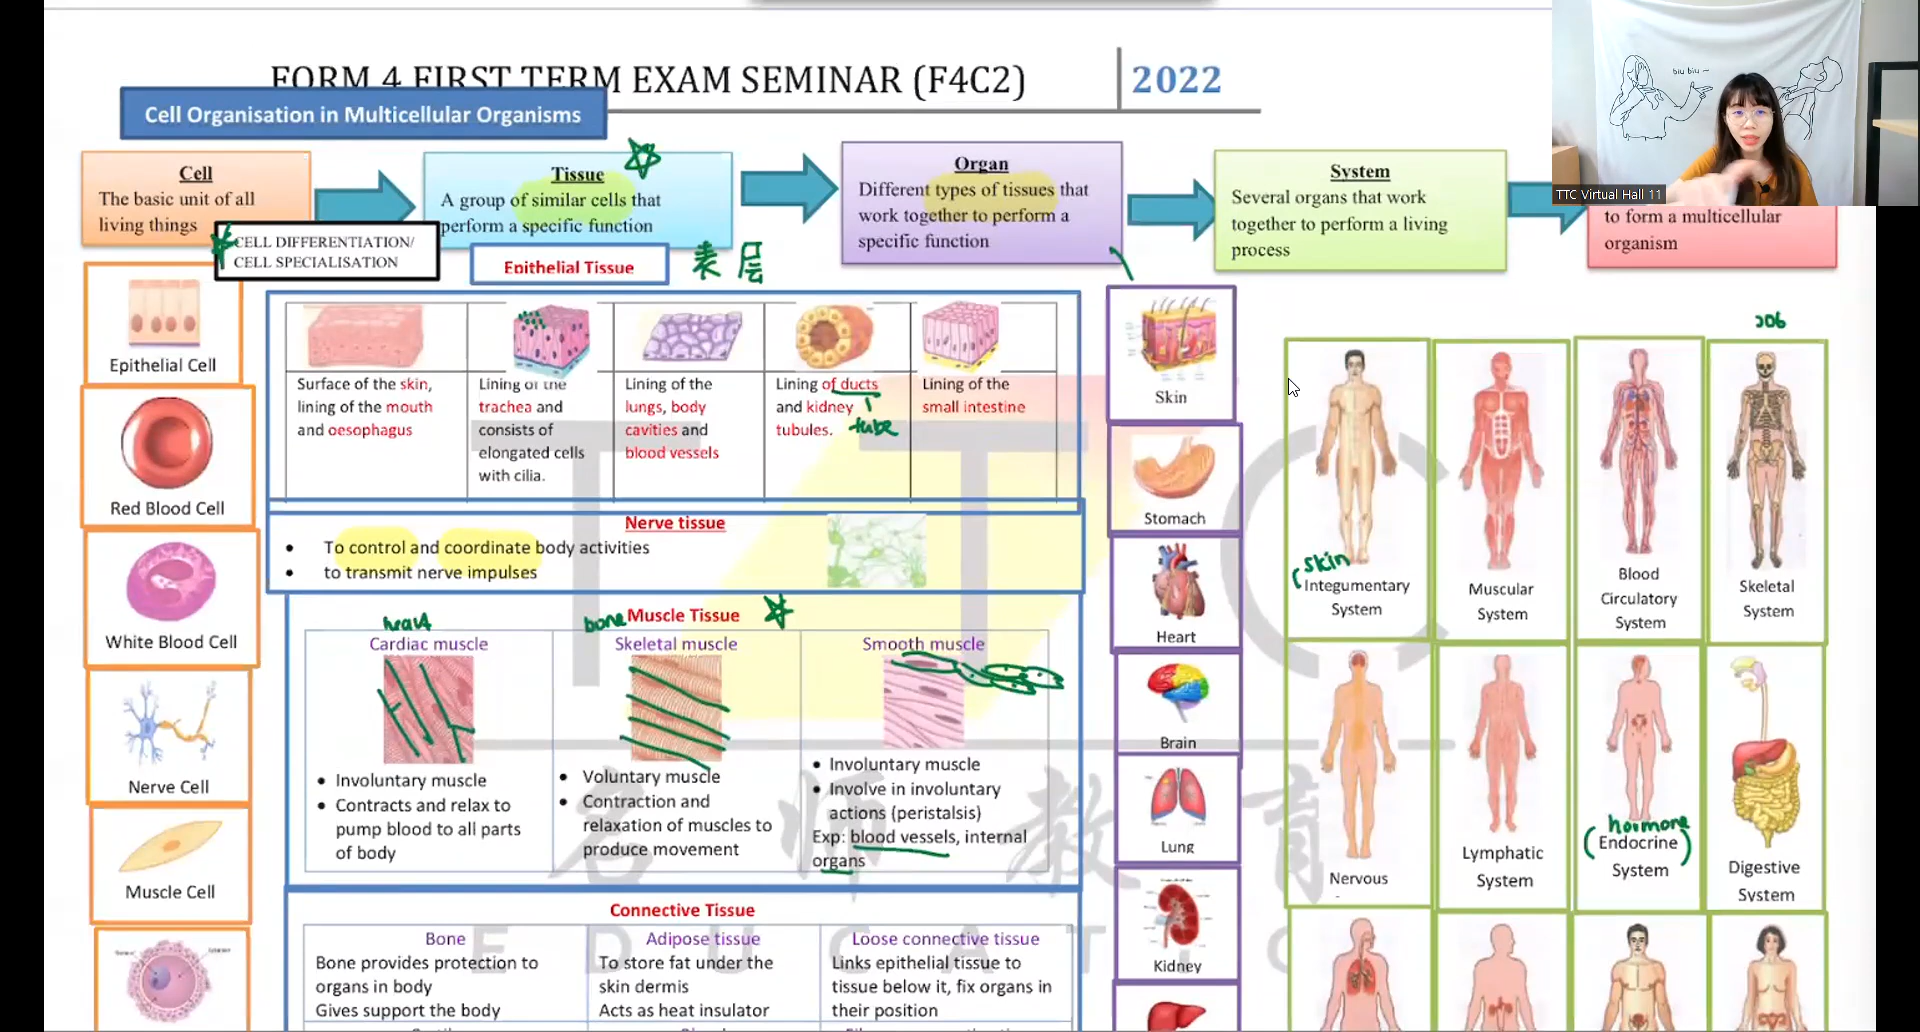 FORM 4 FIRST TERM EXAM SEMINAR (F4C2)
2022
Cell Organisation in Multicellular Organisms
biu biu ~
TTC Virtual Hall 11
Cell
The basic unit of all
living things
CELL DIFFERENTIATION/
CELL SPECIALISATION
Tissue
A group of similar cells that
perform a specific function
Organ
Different types of tissues that
work together to perform a
specific function
System
Several organs that work
together to perform a living
process
to form a multicellular
organism
Epithelial Tissue
表层
Epithelial Cell
Red Blood Cell
White Blood Cell
Nerve Cell
Muscle Cell
Surface of the skin,
lining of the mouth
and oesophagus
Lining of the
trachea and
consists of
elongated cells
with cilia.
Lining of the
lungs, body
cavities and
blood vessels
Lining of ducts
and kidney
tubules.
tube
Lining of the
small intestine
Nerve tissue
• To control and coordinate body activities
• to transmit nerve impulses
Muscle Tissue
heart
Cardiac muscle
• Involuntary muscle
• Contracts and relax to
pump blood to all parts
of body
bone
Skeletal muscle
• Voluntary muscle
• Contraction and
relaxation of muscles to
produce movement
Smooth muscle
• Involuntary muscle
• Involve in involuntary
actions (peristalsis)
Exp: blood vessels, internal
organs
Connective Tissue
Bone
Bone provides protection to
organs in body
Gives support the body
Adipose tissue
To store fat under the
skin dermis
Acts as heat insulator
Loose connective tissue
Links epithelial tissue to
tissue below it, fix organs in
their position
Skin
Stomach
Heart
Brain
Lung
Kidney
206
skin
Integumentary
System
Muscular
System
Blood
Circulatory
System
Skeletal
System
Nervous
Lymphatic
System
hormone
(Endocrine)
System
Digestive
System
TTC
名师教育
EDUCATIO